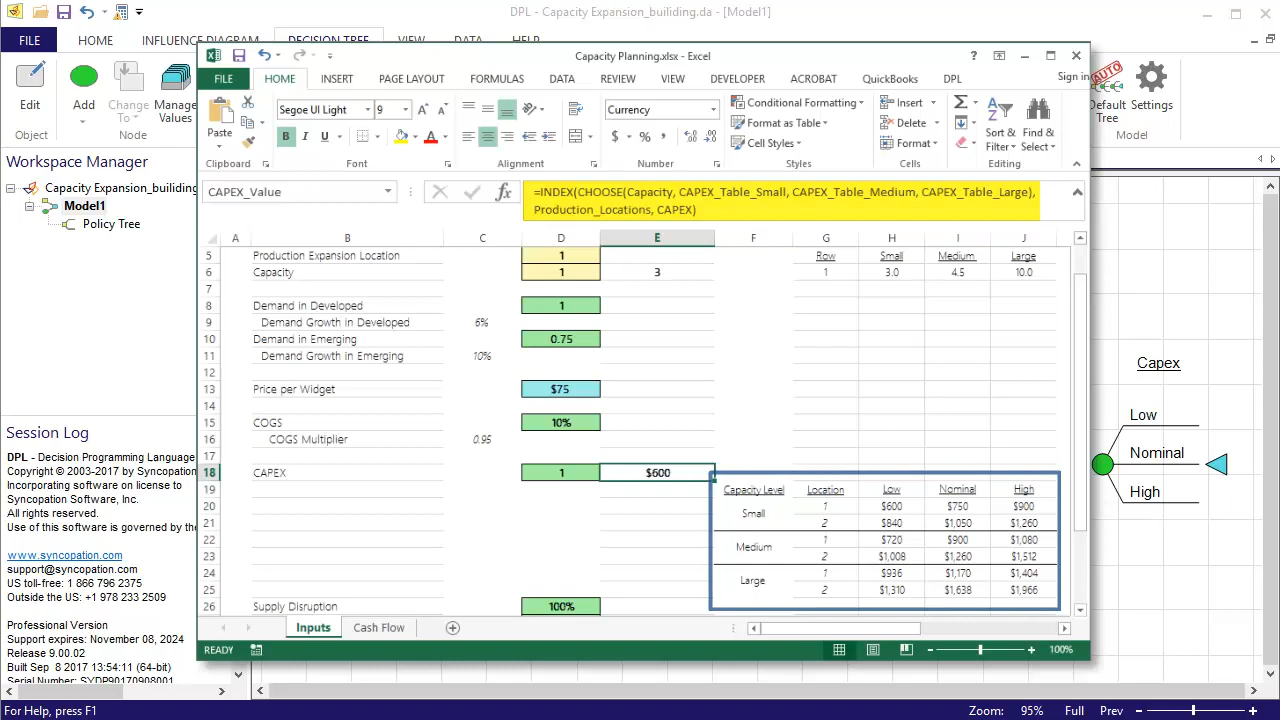 DPL - Capacity Expansion_building.da - [Model1]
FILE HOME INFLUENCE DIAGRAM DECISION TREE VIEW DATA HELP
Edit Add Change To Manage Values Default Tree Settings
Object Node Model
Workspace Manager
Capacity Expansion_building
Model1
Policy Tree
Session Log
DPL - Decision Programming Language
Copyright © 2003-2017 by Syncopation
Incorporating software on license to
Syncopation Software, Inc.
All rights reserved.
Use of this software is governed by the
www.syncopation.com
support@syncopation.com
US toll-free: 1 866 796 2375
Outside the US: +1 978 233 2509
Professional Version
Support expires: November 08, 2024
Release 9.00.02
Built Sep 8 2017 13:54:11 (64-bit)
Serial Number: SYDP90170908001
Capacity Planning.xlsx - Excel
FILE HOME INSERT PAGE LAYOUT FORMULAS DATA REVIEW VIEW DEVELOPER ACROBAT QuickBooks DPL Sign in
Paste Segoe UI Light 9 Currency Conditional Formatting Insert
B I U $ % , Format as Table Delete Sort & Filter Find & Select
Cell Styles Format
Clipboard Font Alignment Number Styles Cells Editing
CAPEX_Value fx =INDEX(CHOOSE(Capacity, CAPEX_Table_Small, CAPEX_Table_Medium, CAPEX_Table_Large),
Production_Locations, CAPEX)
A B C D E F G H I J
5 Production Expansion Location 1 Row Small Medium Large
6 Capacity 1 3 1 3.0 4.5 10.0
7
8 Demand in Developed 1
9 Demand Growth in Developed 6%
10 Demand in Emerging 0.75
11 Demand Growth in Emerging 10%
12
13 Price per Widget $75
14
15 COGS 10%
16 COGS Multiplier 0.95
17
18 CAPEX 1 $600
19 Capacity Level Location Low Nominal High
20 Small 1 $600 $750 $900
21 2 $840 $1,050 $1,260
22 Medium 1 $720 $900 $1,080
23 2 $1,008 $1,260 $1,512
24 Large 1 $936 $1,170 $1,404
25 2 $1,310 $1,638 $1,966
26 Supply Disruption 100%
Inputs Cash Flow
READY 100%
Capex
Low
Nominal
High
For Help, press F1 Zoom: 95% Full Prev